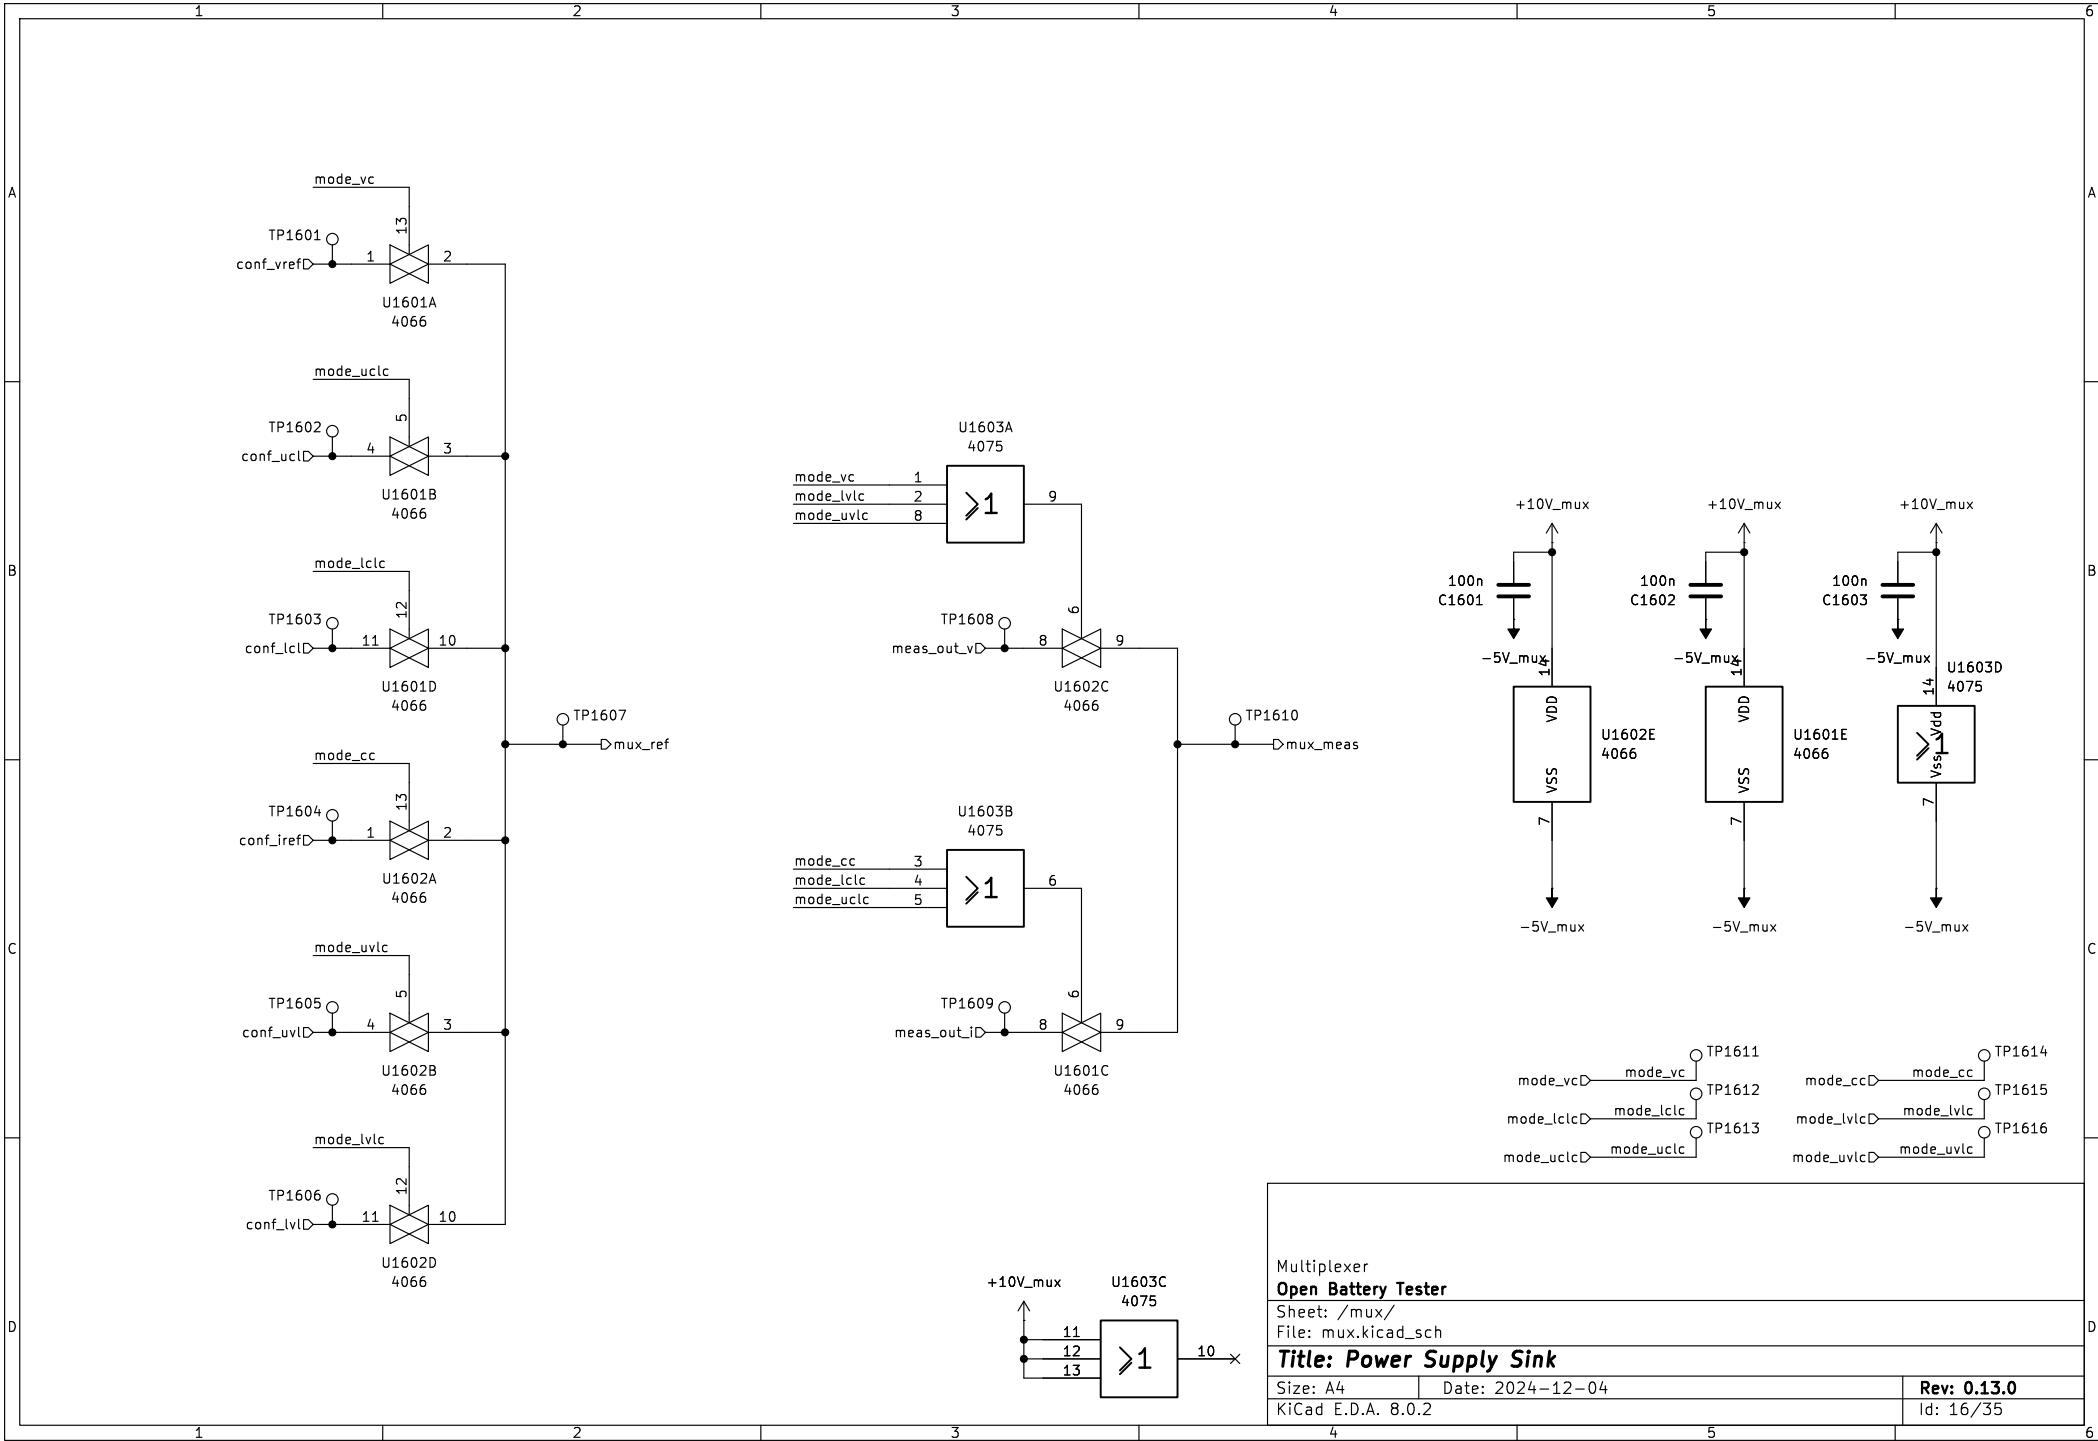 1 2 3 4 5 6
A
B
C
D
A
B
C
D
1 2 3 4 5 6
mode_vc
13
TP1601
conf_vref 1 2
U1601A
4066
mode_uclc
5
TP1602
conf_ucl 4 3
U1601B
4066
mode_lclc
12
TP1603
conf_lcl 11 10
U1601D
4066
TP1607
mux_ref
mode_cc
13
TP1604
conf_iref 1 2
U1602A
4066
mode_uvlc
5
TP1605
conf_uvl 4 3
U1602B
4066
mode_lvlc
12
TP1606
conf_lvl 11 10
U1602D
4066
U1603A
4075
mode_vc 1
mode_lvlc 2 ⩾1 9
mode_uvlc 8
6
TP1608
meas_out_v 8 9
U1602C
4066
TP1610
mux_meas
U1603B
4075
mode_cc 3
mode_lclc 4 ⩾1 6
mode_uclc 5
6
TP1609
meas_out_i 8 9
U1601C
4066
+10V_mux U1603C
4075
11
12 ⩾1 10
13
+10V_mux
100n
C1601
-5V_mux
14
VDD
U1602E
4066
VSS
7
-5V_mux
+10V_mux
100n
C1602
-5V_mux
14
VDD
U1601E
4066
VSS
7
-5V_mux
+10V_mux
100n
C1603
-5V_mux
U1603D
4075
14
Vdd
⩾1
Vss
7
-5V_mux
TP1611
mode_vc mode_vc
TP1612
mode_lclc mode_lclc
TP1613
mode_uclc mode_uclc
TP1614
mode_cc mode_cc
TP1615
mode_lvlc mode_lvlc
TP1616
mode_uvlc mode_uvlc
Multiplexer
Open Battery Tester
Sheet: /mux/
File: mux.kicad_sch
Title: Power Supply Sink
Size: A4 Date: 2024-12-04 Rev: 0.13.0
KiCad E.D.A. 8.0.2 Id: 16/35